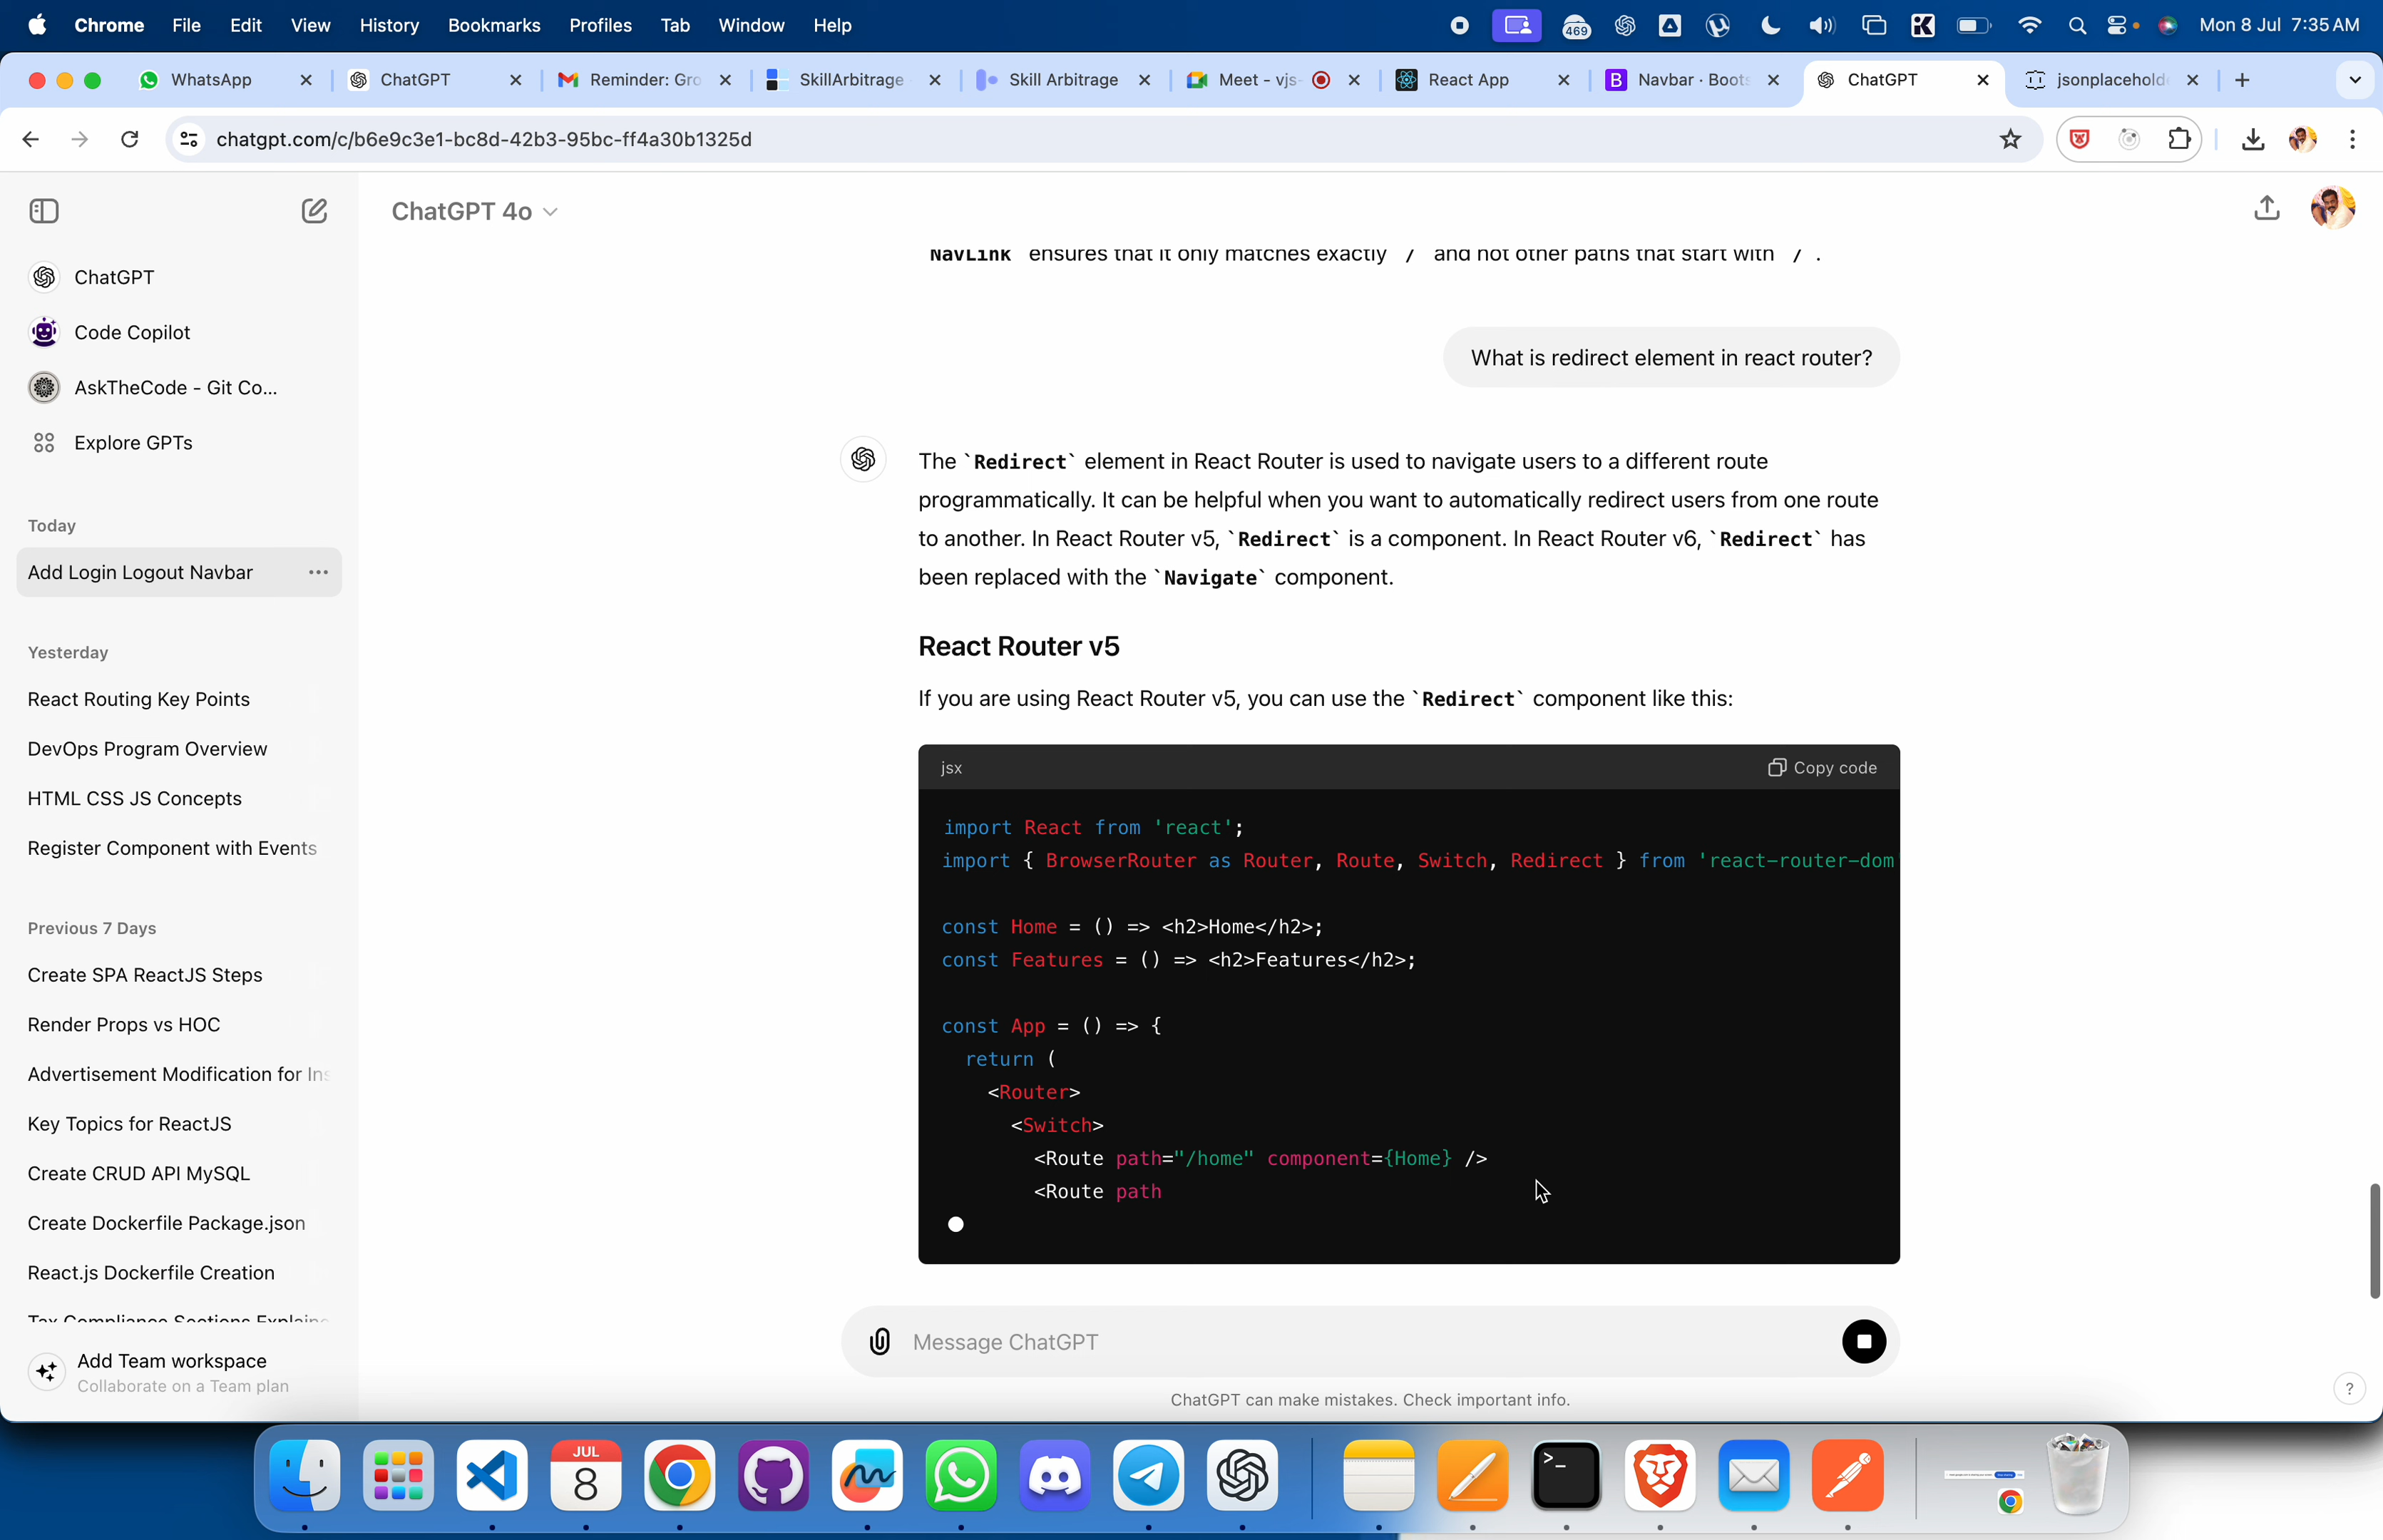 Chrome File Edit View History Bookmarks Profiles Tab Window Help 469 Mon 8 Jul 7:35 AM
WhatsApp ChatGPT Reminder: Gro SkillArbitrage Skill Arbitrage Meet - vjs- React App Navbar · Boots ChatGPT jsonplacehold
chatgpt.com/c/b6e9c3e1-bc8d-42b3-95bc-ff4a30b1325d
ChatGPT 4o
ChatGPT
Code Copilot
AskTheCode - Git Co...
Explore GPTs
Today
Add Login Logout Navbar
Yesterday
React Routing Key Points
DevOps Program Overview
HTML CSS JS Concepts
Register Component with Events
Previous 7 Days
Create SPA ReactJS Steps
Render Props vs HOC
Advertisement Modification for Ins
Key Topics for ReactJS
Create CRUD API MySQL
Create Dockerfile Package.json
React.js Dockerfile Creation
Tax Compliance Sections Explaine
Add Team workspace
Collaborate on a Team plan
NavLink ensures that it only matches exactly / and not other paths that start with / .
What is redirect element in react router?
The `Redirect` element in React Router is used to navigate users to a different route
programmatically. It can be helpful when you want to automatically redirect users from one route
to another. In React Router v5, `Redirect` is a component. In React Router v6, `Redirect` has
been replaced with the `Navigate` component.
React Router v5
If you are using React Router v5, you can use the `Redirect` component like this:
jsx Copy code
import React from 'react';
import { BrowserRouter as Router, Route, Switch, Redirect } from 'react-router-dom
const Home = () => <h2>Home</h2>;
const Features = () => <h2>Features</h2>;
const App = () => {
return (
<Router>
<Switch>
<Route path="/home" component={Home} />
<Route path
Message ChatGPT
ChatGPT can make mistakes. Check important info.
?
JUL
8